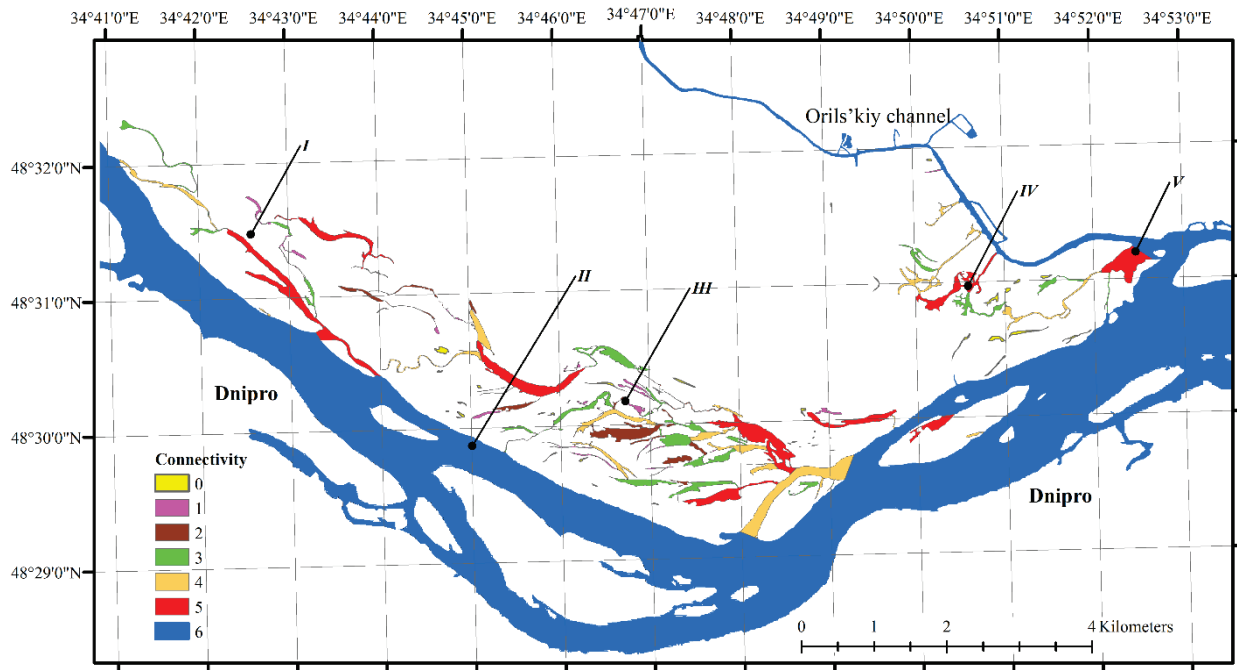 34°41'0"E 34°42'0"E 34°43'0"E 34°44'0"E 34°45'0"E 34°46'0"E 34°47'0"E 34°48'0"E 34°49'0"E 34°50'0"E 34°51'0"E 34°52'0"E 34°53'0"E
Orils'kiy channel
48°32'0"N
I
IV
V
II
III
48°31'0"N
Dnipro
48°30'0"N
Connectivity
0
1
2
3
4
5
6
Dnipro
48°29'0"N
0 1 2 4 Kilometers